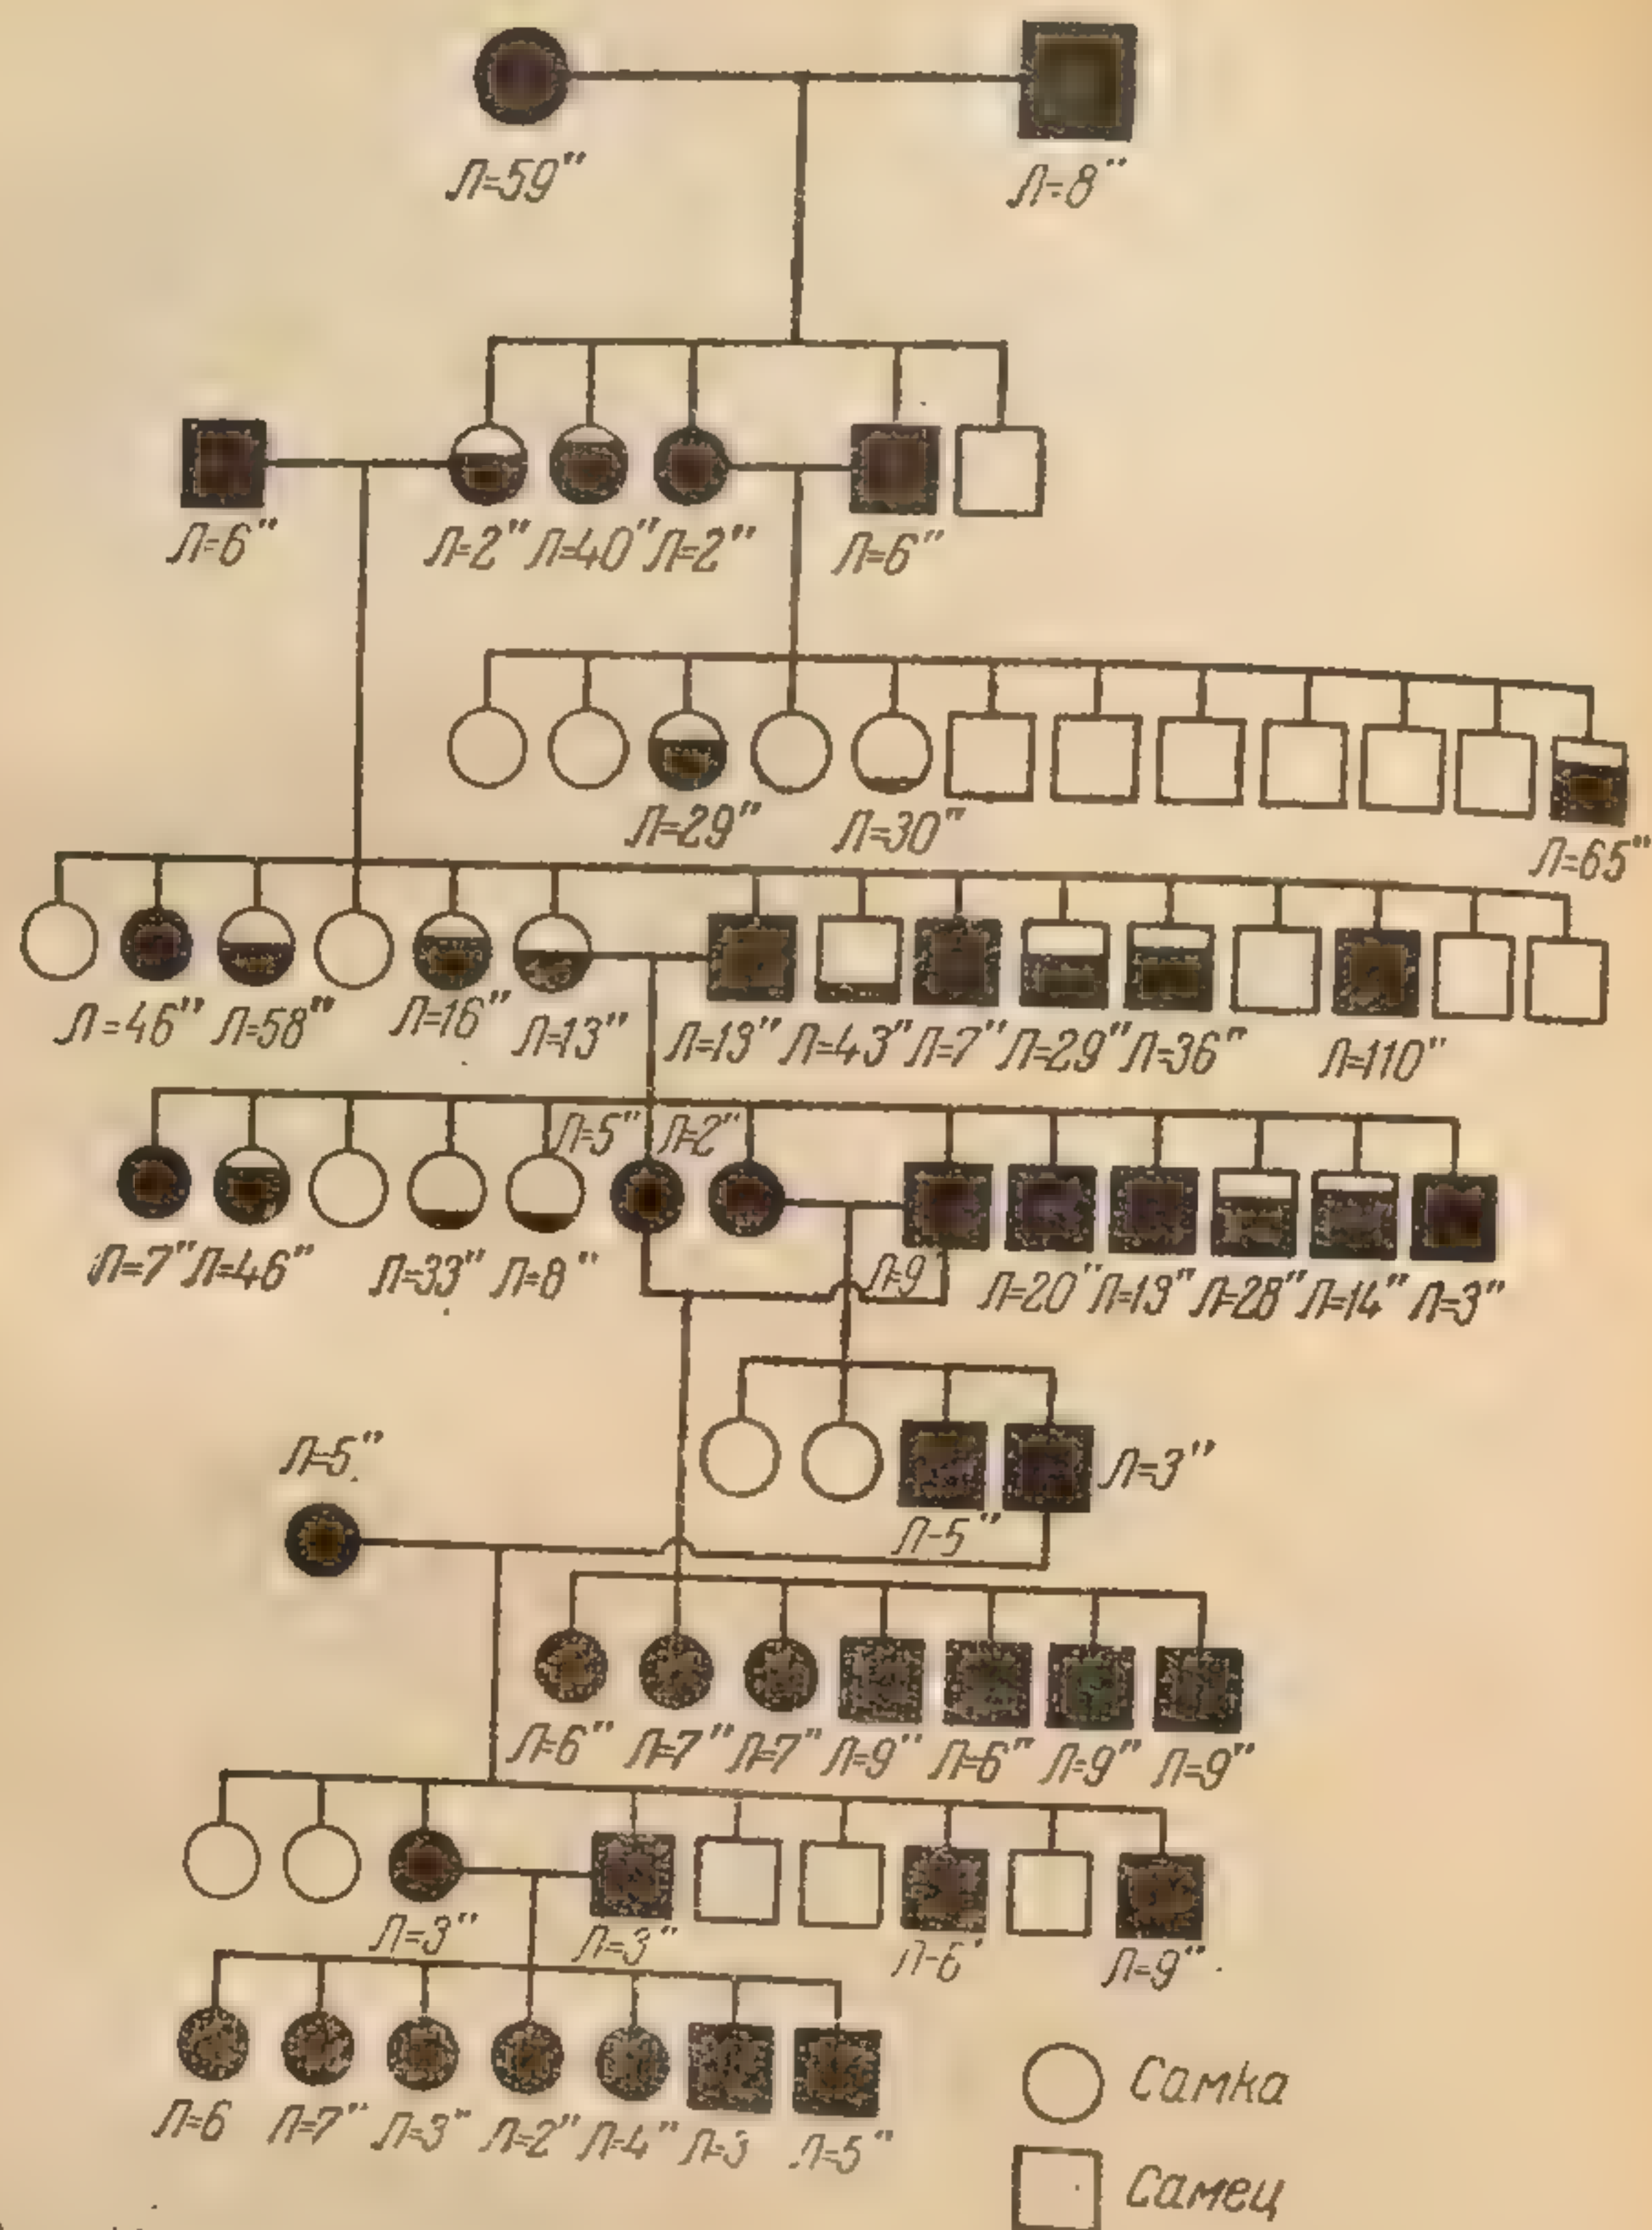 Л=59" Л=8"
Л=6" Л=2" Л=40" Л=2" Л=6"
Л=29" Л=30" Л=65"
Л=46" Л=58" Л=16" Л=13" Л=13" Л=43" Л=7" Л=29" Л=36" Л=110"
Л=5" Л=2"
Л=7" Л=46" Л=33" Л=8" Л=9 Л=20" Л=13" Л=28" Л=14" Л=3"
Л=5" Л=3"
Л-5"
Л=6" Л=7" Л=7" Л=9" Л=6" Л=9" Л=9"
Л=3" Л=3" Л-6" Л=9"
Л=6 Л=7" Л=3" Л=2" Л=4" Л=3 Л=5"
Самка
Самец